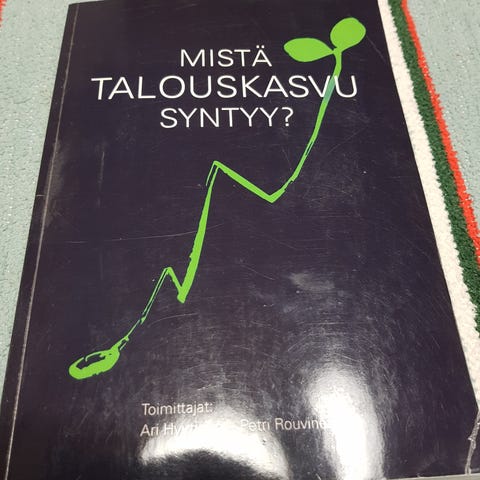 MISTÄ
TALOUSKASVU
SYNTYY?
Toimittajat:
Ari Petri